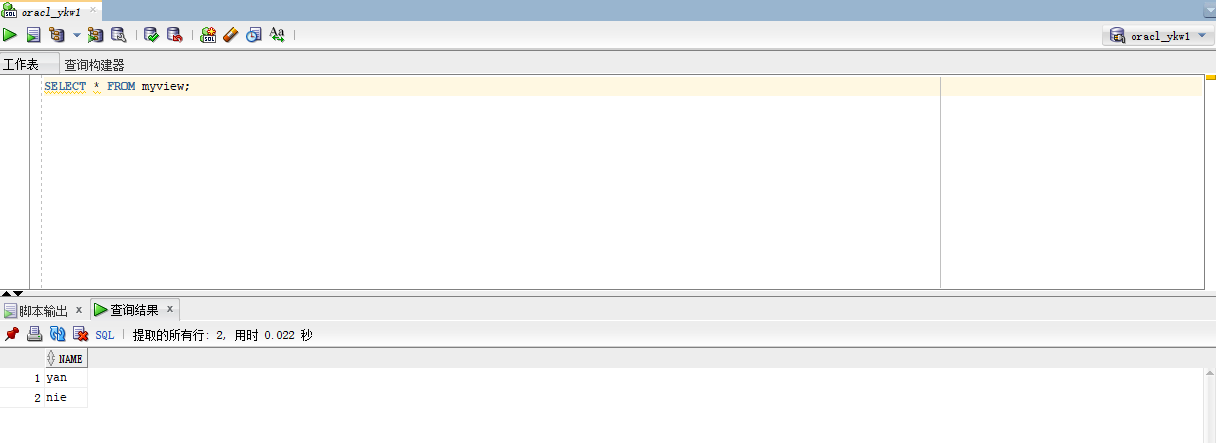 oracl_ykw1
oracl_ykw1
工作表 查询构建器
SELECT * FROM myview;
脚本输出 × 查询结果 ×
SQL | 提取的所有行: 2, 用时 0.022 秒
NAME
1 yan
2 nie